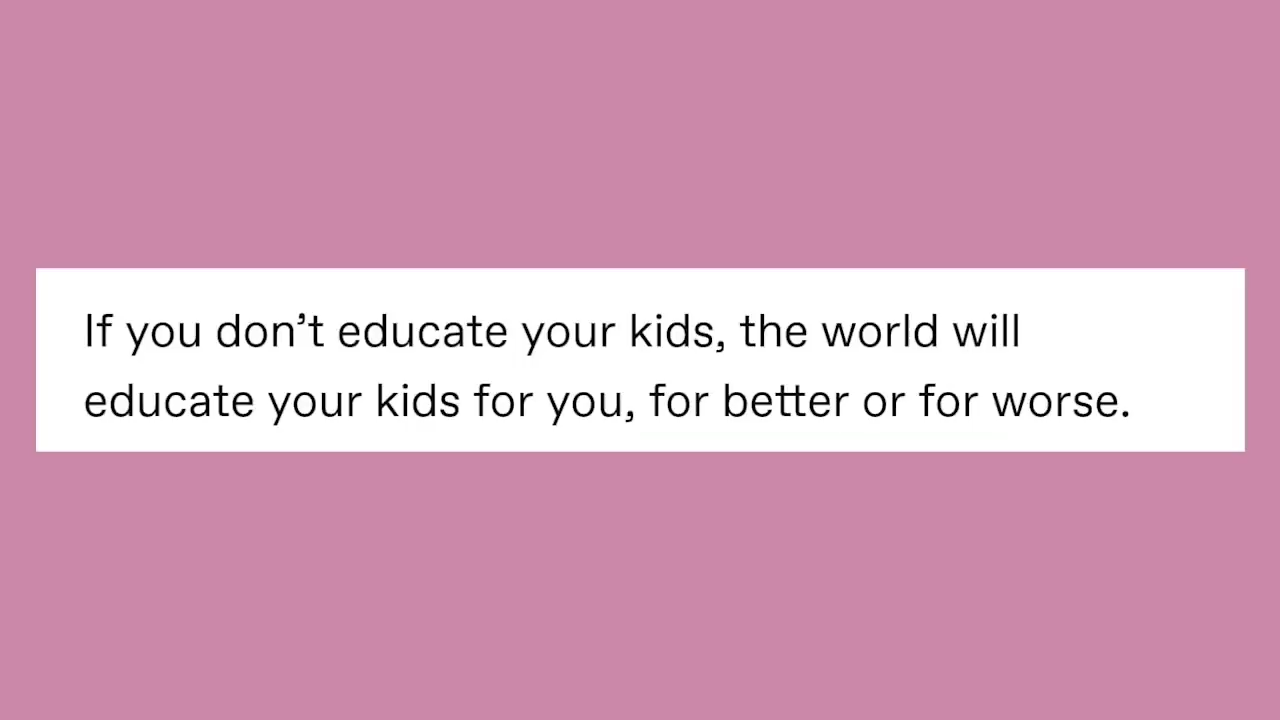 If you don’t educate your kids, the world will
educate your kids for you, for better or for worse.